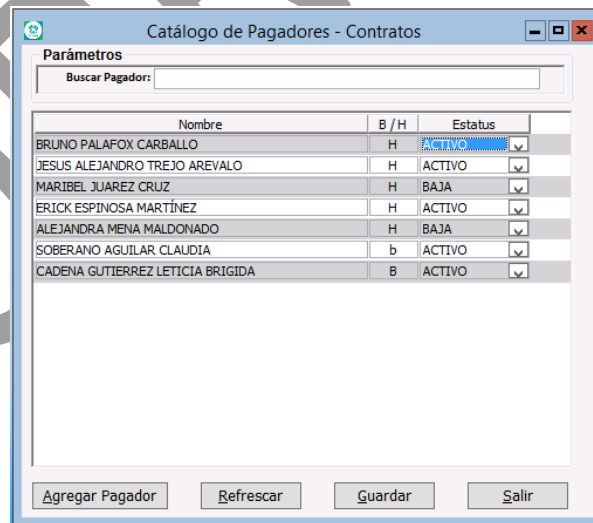 Catálogo de Pagadores - Contratos
Parámetros
Buscar Pagador:
Nombre B / H Estatus
BRUNO PALAFOX CARBALLO H ACTIVO
JESUS ALEJANDRO TREJO AREVALO H ACTIVO
MARIBEL JUAREZ CRUZ H BAJA
ERICK ESPINOSA MARTÍNEZ H ACTIVO
ALEJANDRA MENA MALDONADO H BAJA
SOBERANO AGUILAR CLAUDIA b ACTIVO
CADENA GUTIERREZ LETICIA BRIGIDA B ACTIVO
Agregar Pagador Refrescar Guardar Salir